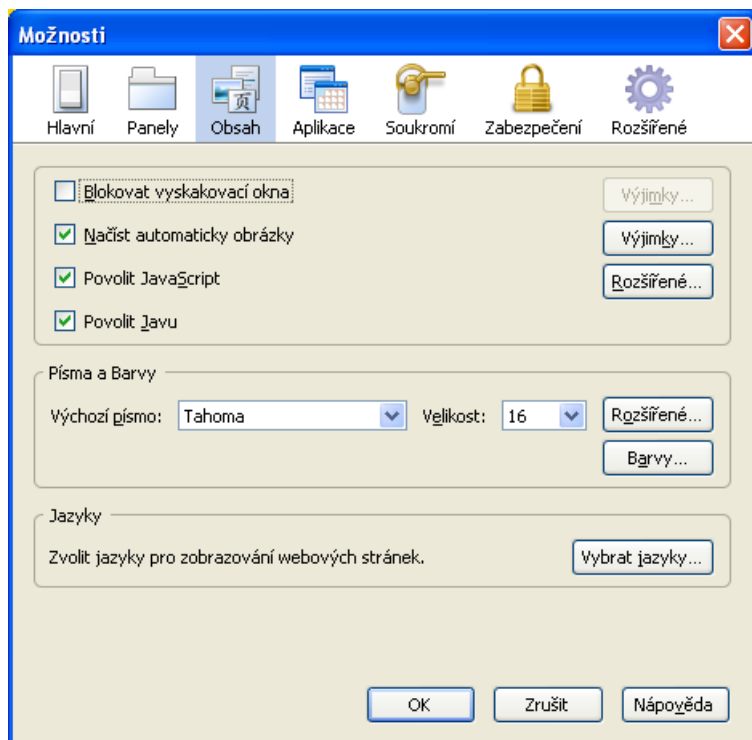 Možnosti
Hlavní Panely Obsah Aplikace Soukromí Zabezpečení Rozšířené
Blokovat vyskakovací okna Výjimky...
Načíst automaticky obrázky Výjimky...
Povolit JavaScript Rozšířené...
Povolit Javu
Písma a Barvy
Výchozí písmo: Tahoma Velikost: 16 Rozšířené...
Barvy...
Jazyky
Zvolit jazyky pro zobrazování webových stránek. Vybrat jazyky...
OK Zrušit Nápověda